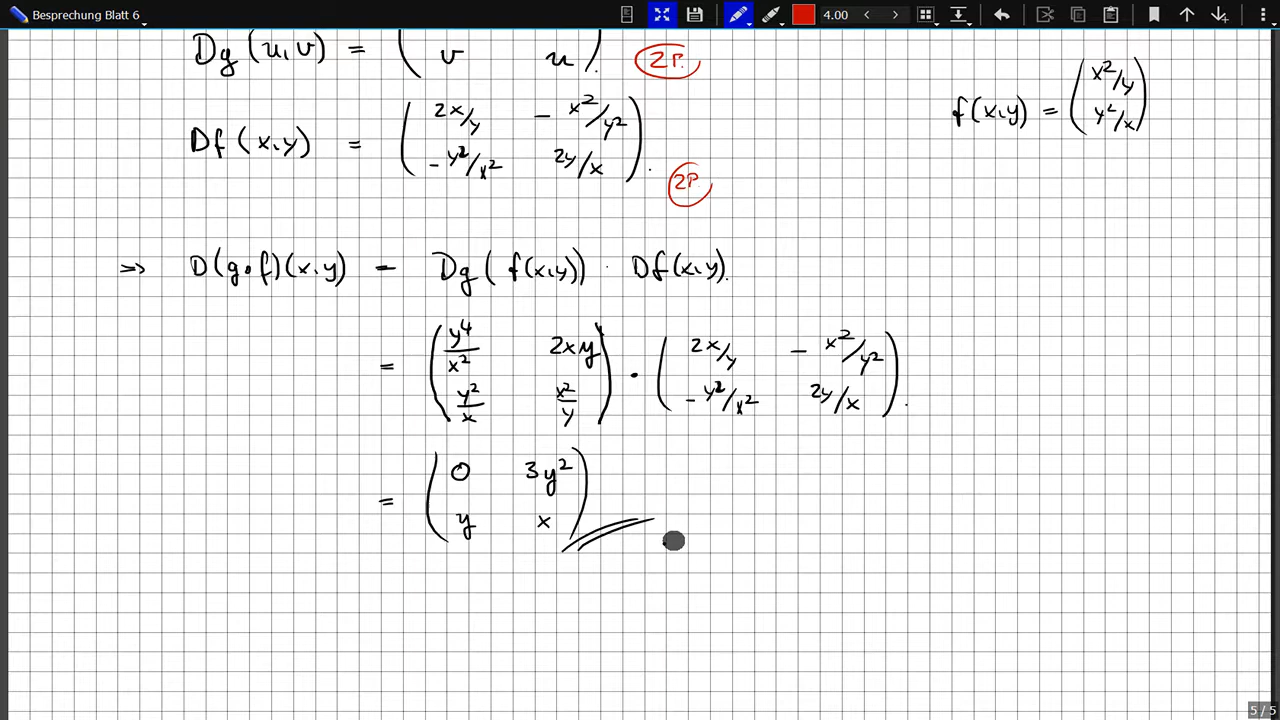 Besprechung Blatt 6
4.00
Dg (u,v) = ( v u ). 2P.
f(x,y) = ( x²/y
y²/x )
Df (x,y) = ( 2x/y - x²/y²
-y²/x² 2y/x ). 2P.
⇒ D(g∘f)(x,y) = Dg( f(x,y)) · Df(x,y).
= ( y⁴/x² 2xy
y²/x x²/y ) · ( 2x/y - x²/y²
-y²/x² 2y/x ).
= ( 0 3y²
y x )
5 / 5